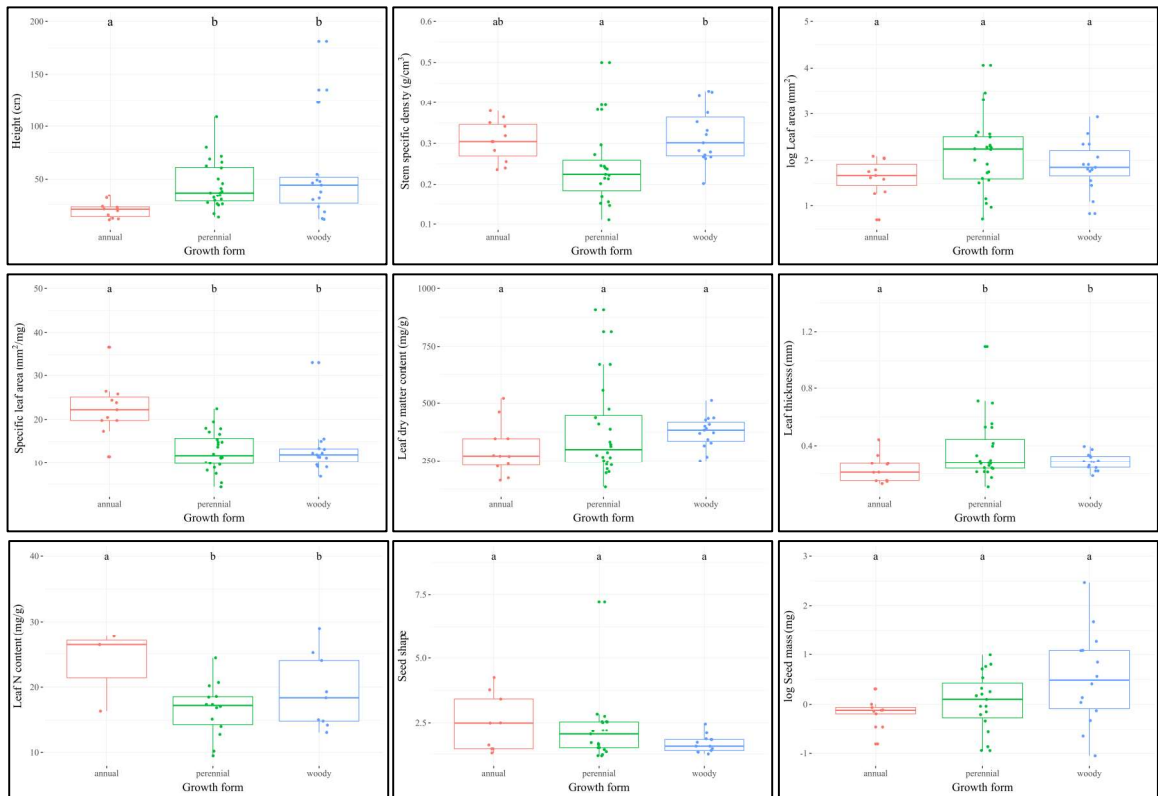 a b b
Height (cm)
200
150
100
50
annual perennial woody
Growth form
ab a b
Stem specific density (g/cm³)
0.6
0.5
0.4
0.3
0.2
0.1
annual perennial woody
Growth form
a a a
log Leaf area (mm²)
5
4
3
2
1
annual perennial woody
Growth form
a b b
Specific leaf area (mm²/mg)
50
40
30
20
10
annual perennial woody
Growth form
a a a
Leaf dry matter content (mg/g)
1000
750
500
250
annual perennial woody
Growth form
a b b
Leaf thickness (mm)
1.2
0.8
0.4
annual perennial woody
Growth form
a b b
Leaf N content (mg/g)
40
30
20
10
annual perennial woody
Growth form
a a a
Seed shape
7.5
5.0
2.5
annual perennial woody
Growth form
a a a
log Seed mass (mg)
3
2
1
0
-1
annual perennial woody
Growth form